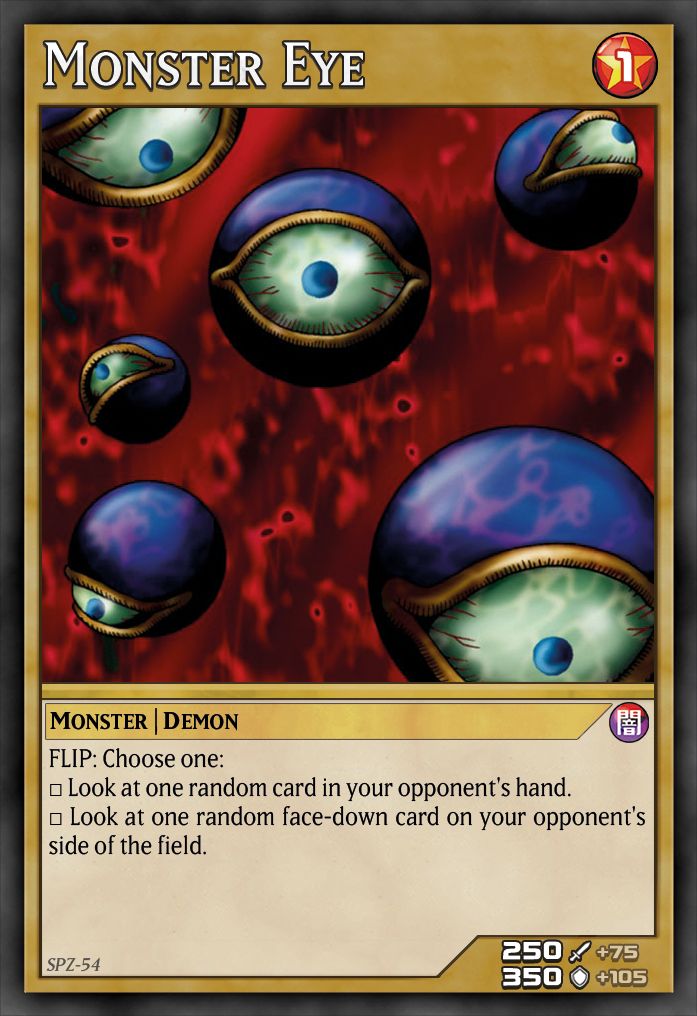 Monster Eye
1
Monster | Demon
闇
FLIP: Choose one:
□ Look at one random card in your opponent's hand.
□ Look at one random face-down card on your opponent's
side of the field.
250 +75
SPZ-54
350 +105